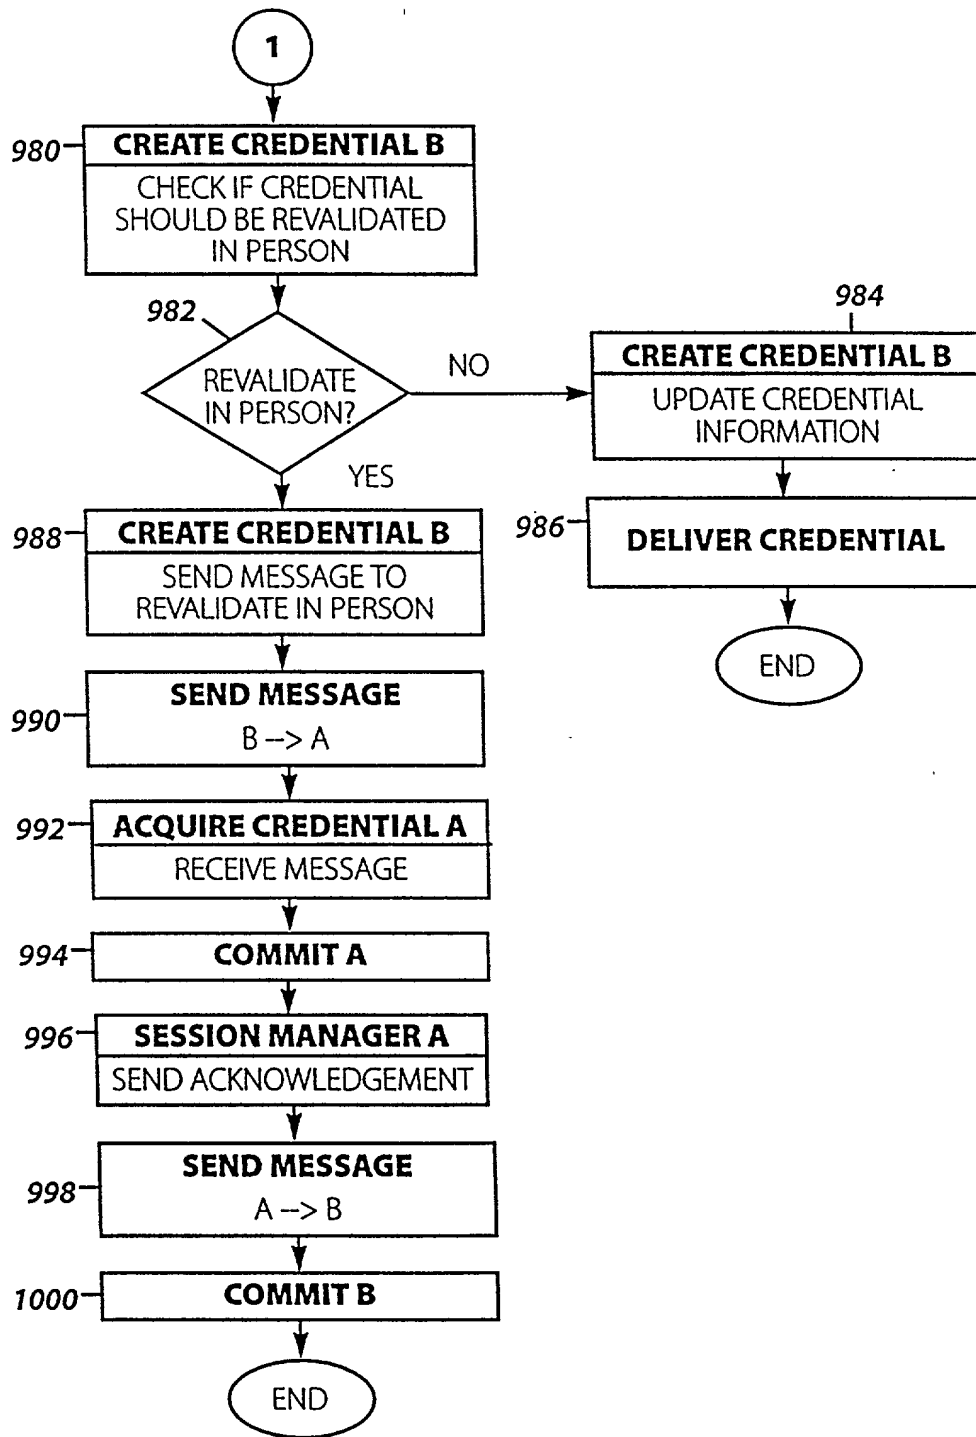 1
980
CREATE CREDENTIAL B
CHECK IF CREDENTIAL
SHOULD BE REVALIDATED
IN PERSON
982
REVALIDATE
IN PERSON?
NO
YES
984
CREATE CREDENTIAL B
UPDATE CREDENTIAL
INFORMATION
986
DELIVER CREDENTIAL
END
988
CREATE CREDENTIAL B
SEND MESSAGE TO
REVALIDATE IN PERSON
990
SEND MESSAGE
B --> A
992
ACQUIRE CREDENTIAL A
RECEIVE MESSAGE
994
COMMIT A
996
SESSION MANAGER A
SEND ACKNOWLEDGEMENT
998
SEND MESSAGE
A --> B
1000
COMMIT B
END